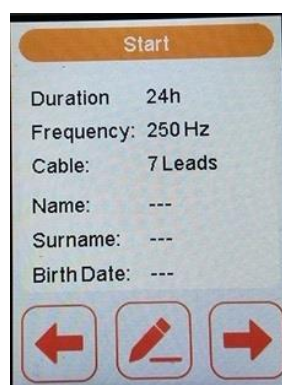 Start
Duration 24h
Frequency: 250 Hz
Cable: 7 Leads
Name: ---
Surname: ---
Birth Date: ---